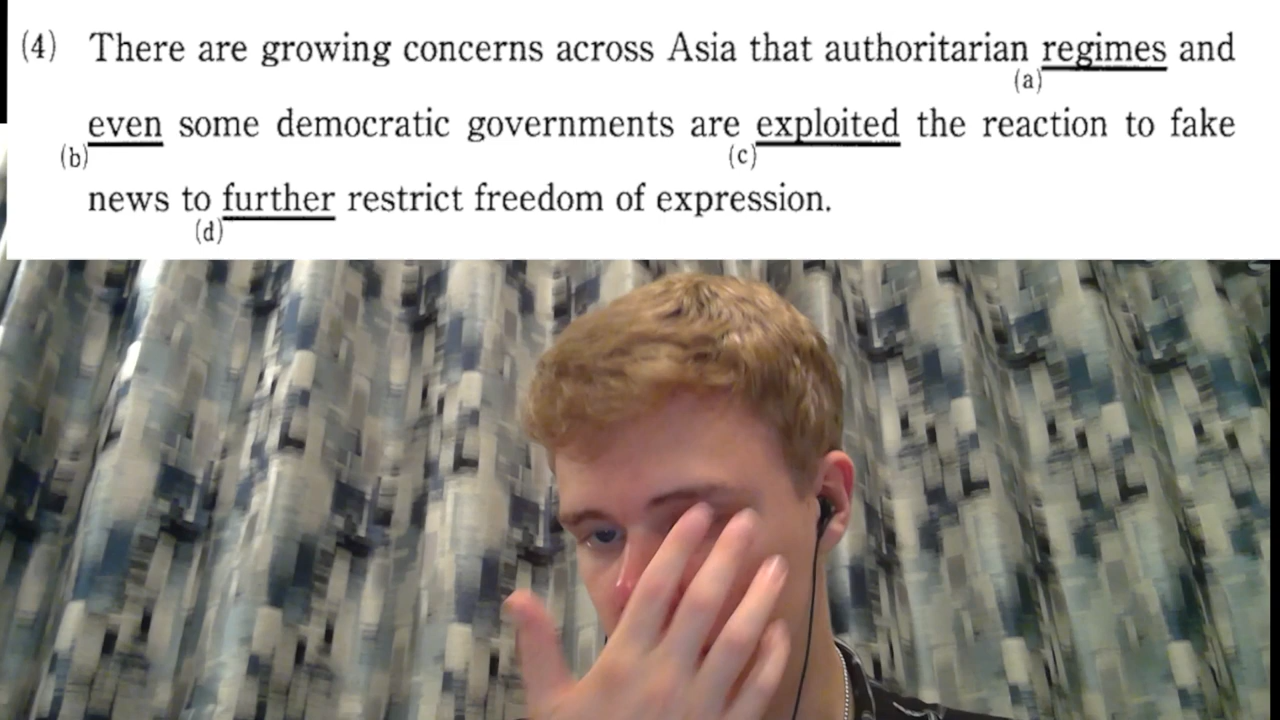 (4) There are growing concerns across Asia that authoritarian regimes and
(a)
even some democratic governments are exploited the reaction to fake
(b) (c)
news to further restrict freedom of expression.
(d)